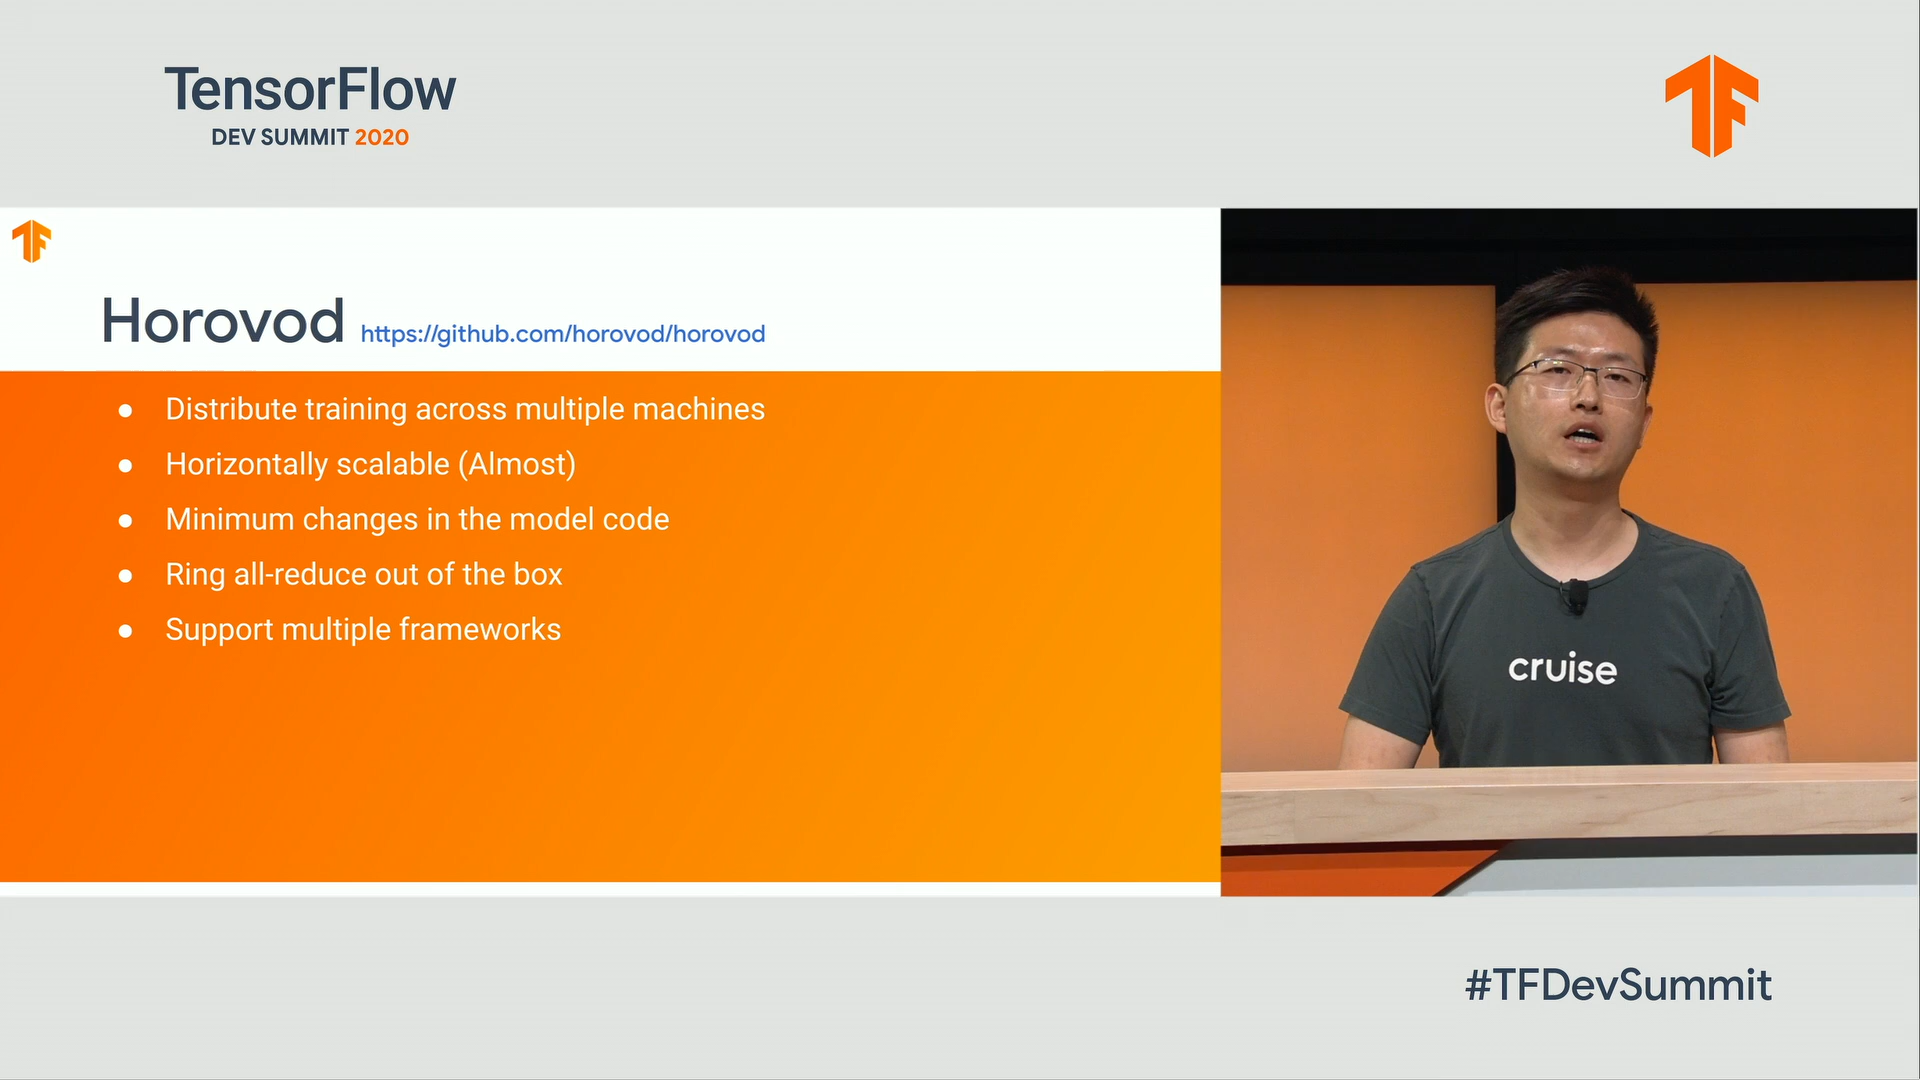 TensorFlow
DEV SUMMIT 2020
Horovod https://github.com/horovod/horovod
● Distribute training across multiple machines
● Horizontally scalable (Almost)
● Minimum changes in the model code
● Ring all-reduce out of the box
● Support multiple frameworks
cruise
#TFDevSummit